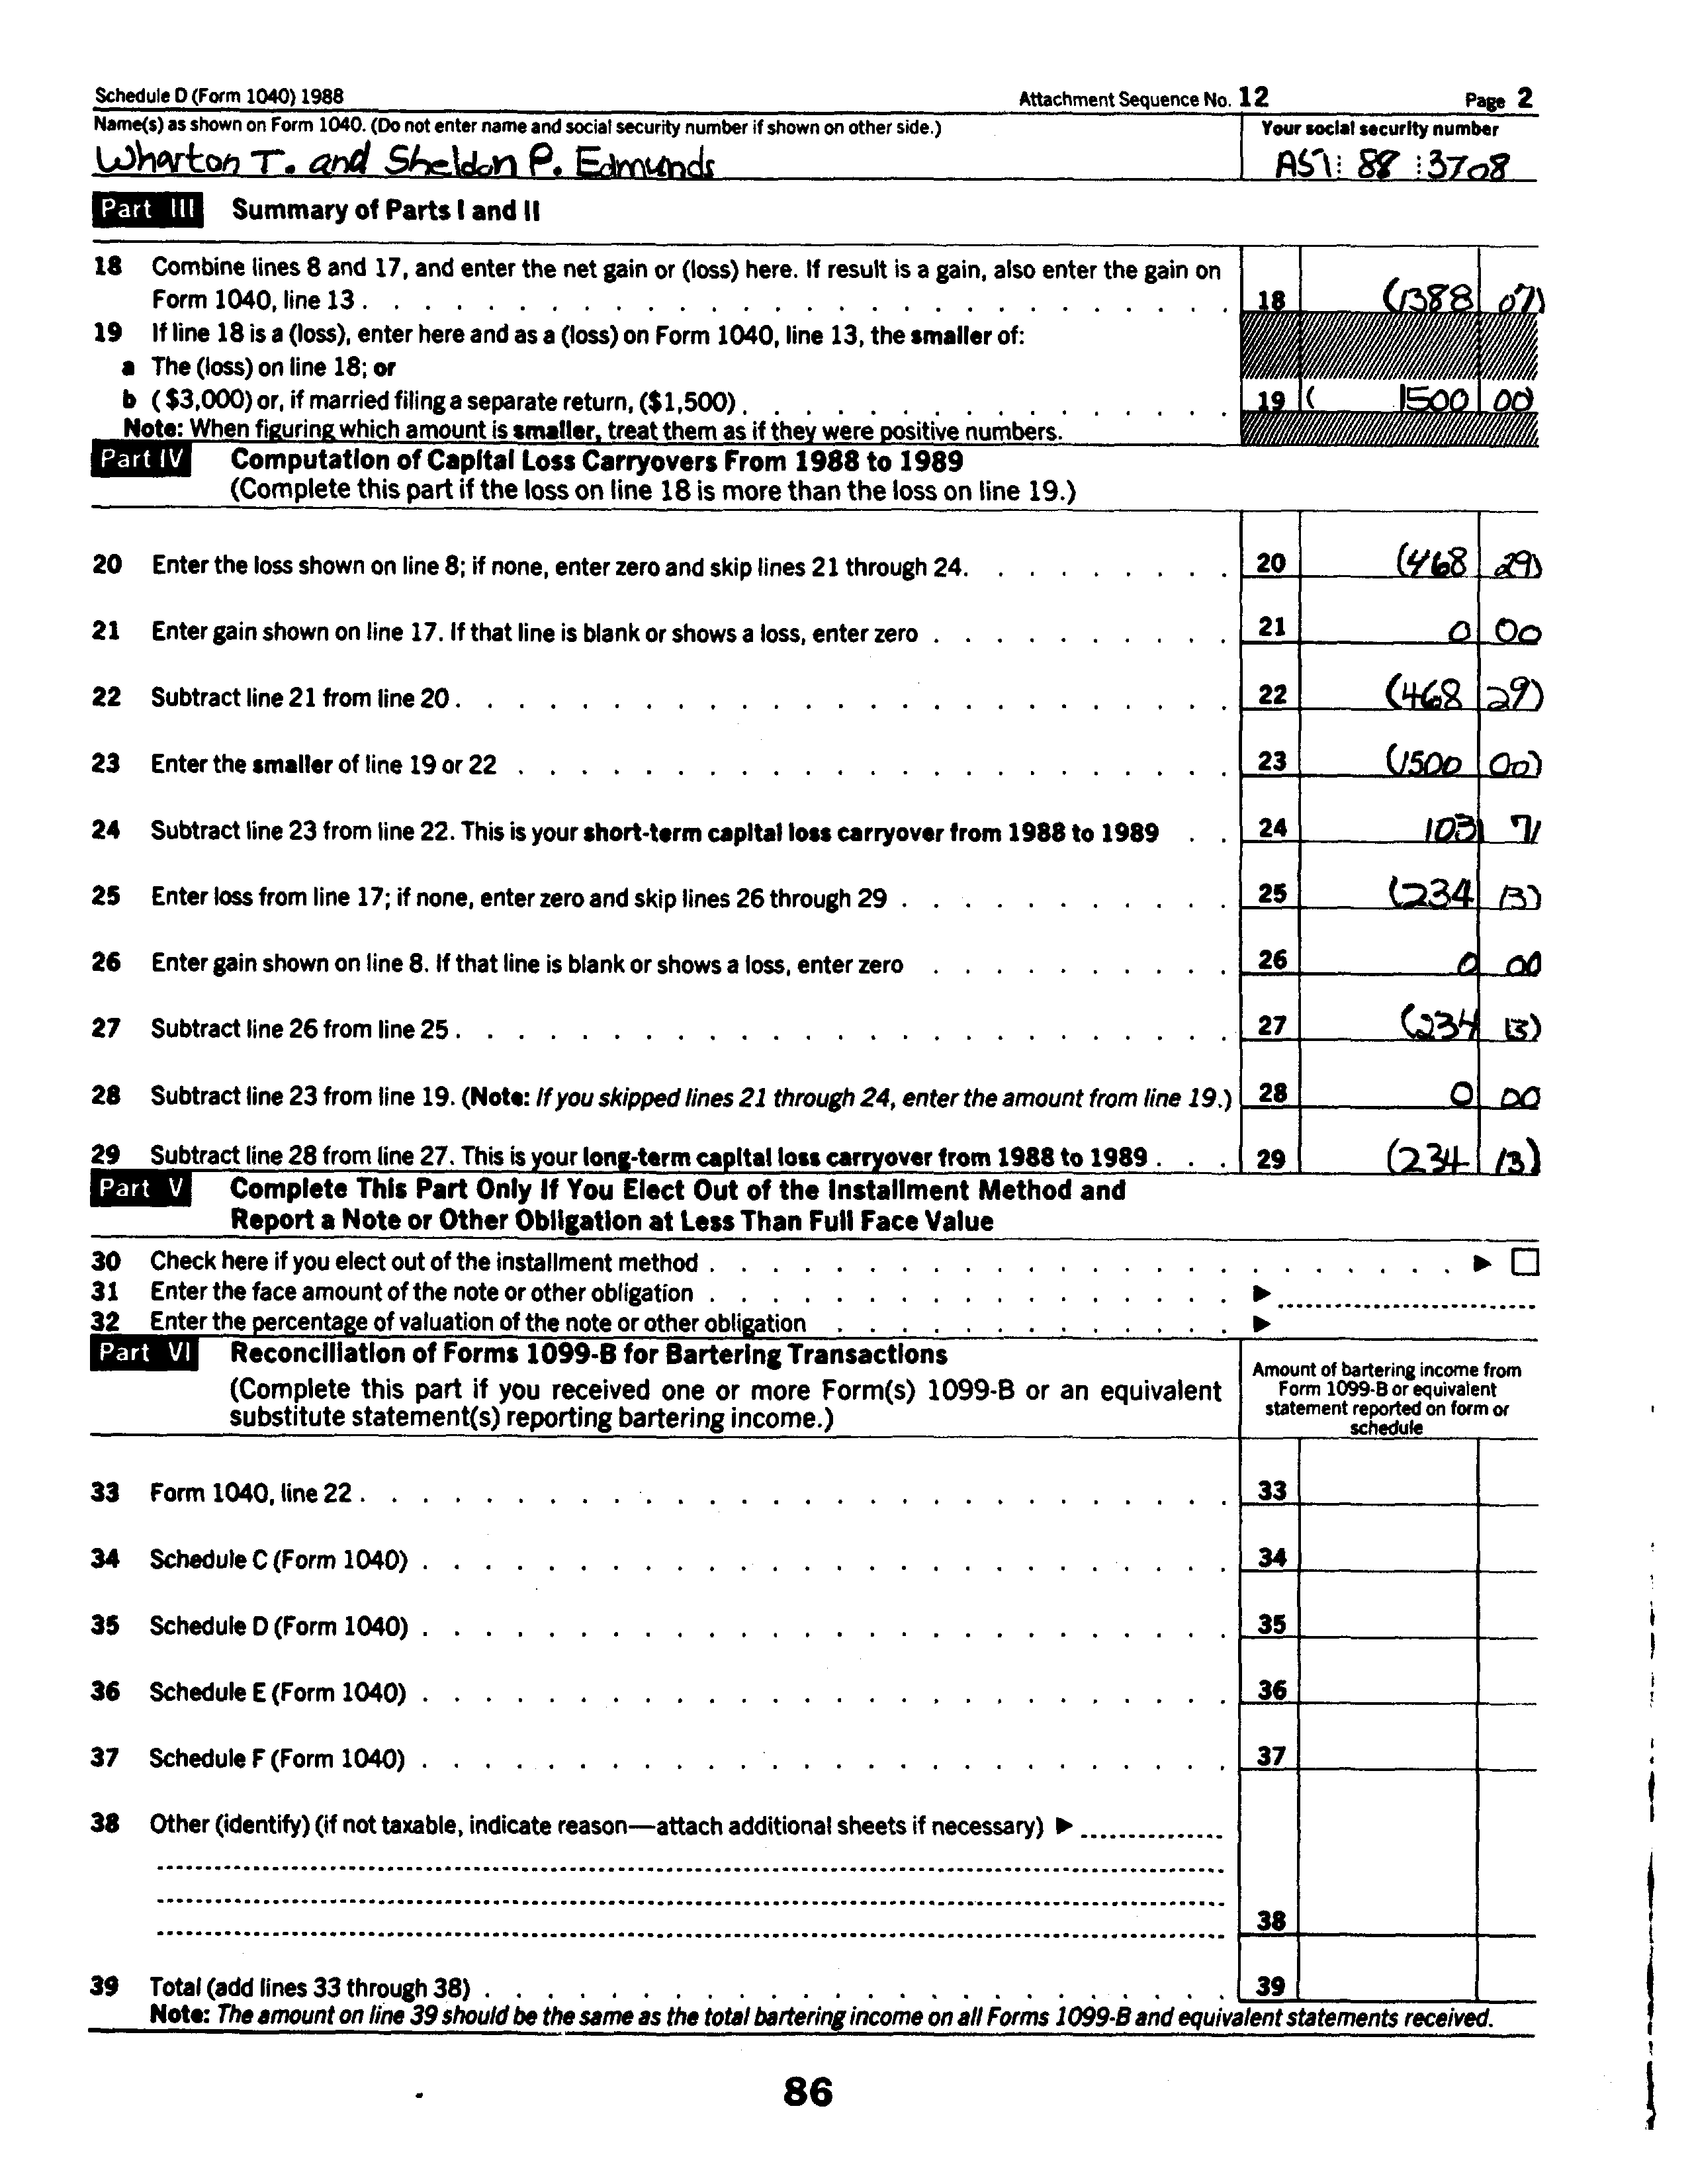 Schedule D (Form 1040) 1988 Attachment Sequence No. 12 Page 2
Name(s) as shown on Form 1040. (Do not enter name and social security number if shown on other side.) Your social security number
Wharton T. and Sheldon P. Edmunds AS7: 88 :3708
Part III Summary of Parts I and II
18 Combine lines 8 and 17, and enter the net gain or (loss) here. If result is a gain, also enter the gain on
Form 1040, line 13 . . . 18 (1388 07)
19 If line 18 is a (loss), enter here and as a (loss) on Form 1040, line 13, the smaller of:
a The (loss) on line 18; or
b ($3,000) or, if married filing a separate return, ($1,500) . . . 19 ( 1500 00)
Note: When figuring which amount is smaller, treat them as if they were positive numbers.
Part IV Computation of Capital Loss Carryovers From 1988 to 1989
(Complete this part if the loss on line 18 is more than the loss on line 19.)
20 Enter the loss shown on line 8; if none, enter zero and skip lines 21 through 24. . . . 20 (468 29)
21 Enter gain shown on line 17. If that line is blank or shows a loss, enter zero . . . 21 0 00
22 Subtract line 21 from line 20 . . . 22 (468 29)
23 Enter the smaller of line 19 or 22 . . . 23 (1500 00)
24 Subtract line 23 from line 22. This is your short-term capital loss carryover from 1988 to 1989 . . 24 103 71
25 Enter loss from line 17; if none, enter zero and skip lines 26 through 29 . . . 25 (234 13)
26 Enter gain shown on line 8. If that line is blank or shows a loss, enter zero . . . 26 0 00
27 Subtract line 26 from line 25 . . . 27 (234 13)
28 Subtract line 23 from line 19. (Note: If you skipped lines 21 through 24, enter the amount from line 19.) 28 0 00
29 Subtract line 28 from line 27. This is your long-term capital loss carryover from 1988 to 1989 . . . 29 (234 13)
Part V Complete This Part Only If You Elect Out of the Installment Method and
Report a Note or Other Obligation at Less Than Full Face Value
30 Check here if you elect out of the installment method . . . ► ☐
31 Enter the face amount of the note or other obligation . . . ►
32 Enter the percentage of valuation of the note or other obligation . . . ►
Part VI Reconciliation of Forms 1099-B for Bartering Transactions
(Complete this part if you received one or more Form(s) 1099-B or an equivalent
substitute statement(s) reporting bartering income.)
Amount of bartering income from
Form 1099-B or equivalent
statement reported on form or
schedule
33 Form 1040, line 22 . . . 33
34 Schedule C (Form 1040) . . . 34
35 Schedule D (Form 1040) . . . 35
36 Schedule E (Form 1040) . . . 36
37 Schedule F (Form 1040) . . . 37
38 Other (identify) (if not taxable, indicate reason—attach additional sheets if necessary) ►
38
39 Total (add lines 33 through 38) . . . 39
Note: The amount on line 39 should be the same as the total bartering income on all Forms 1099-B and equivalent statements received.
86